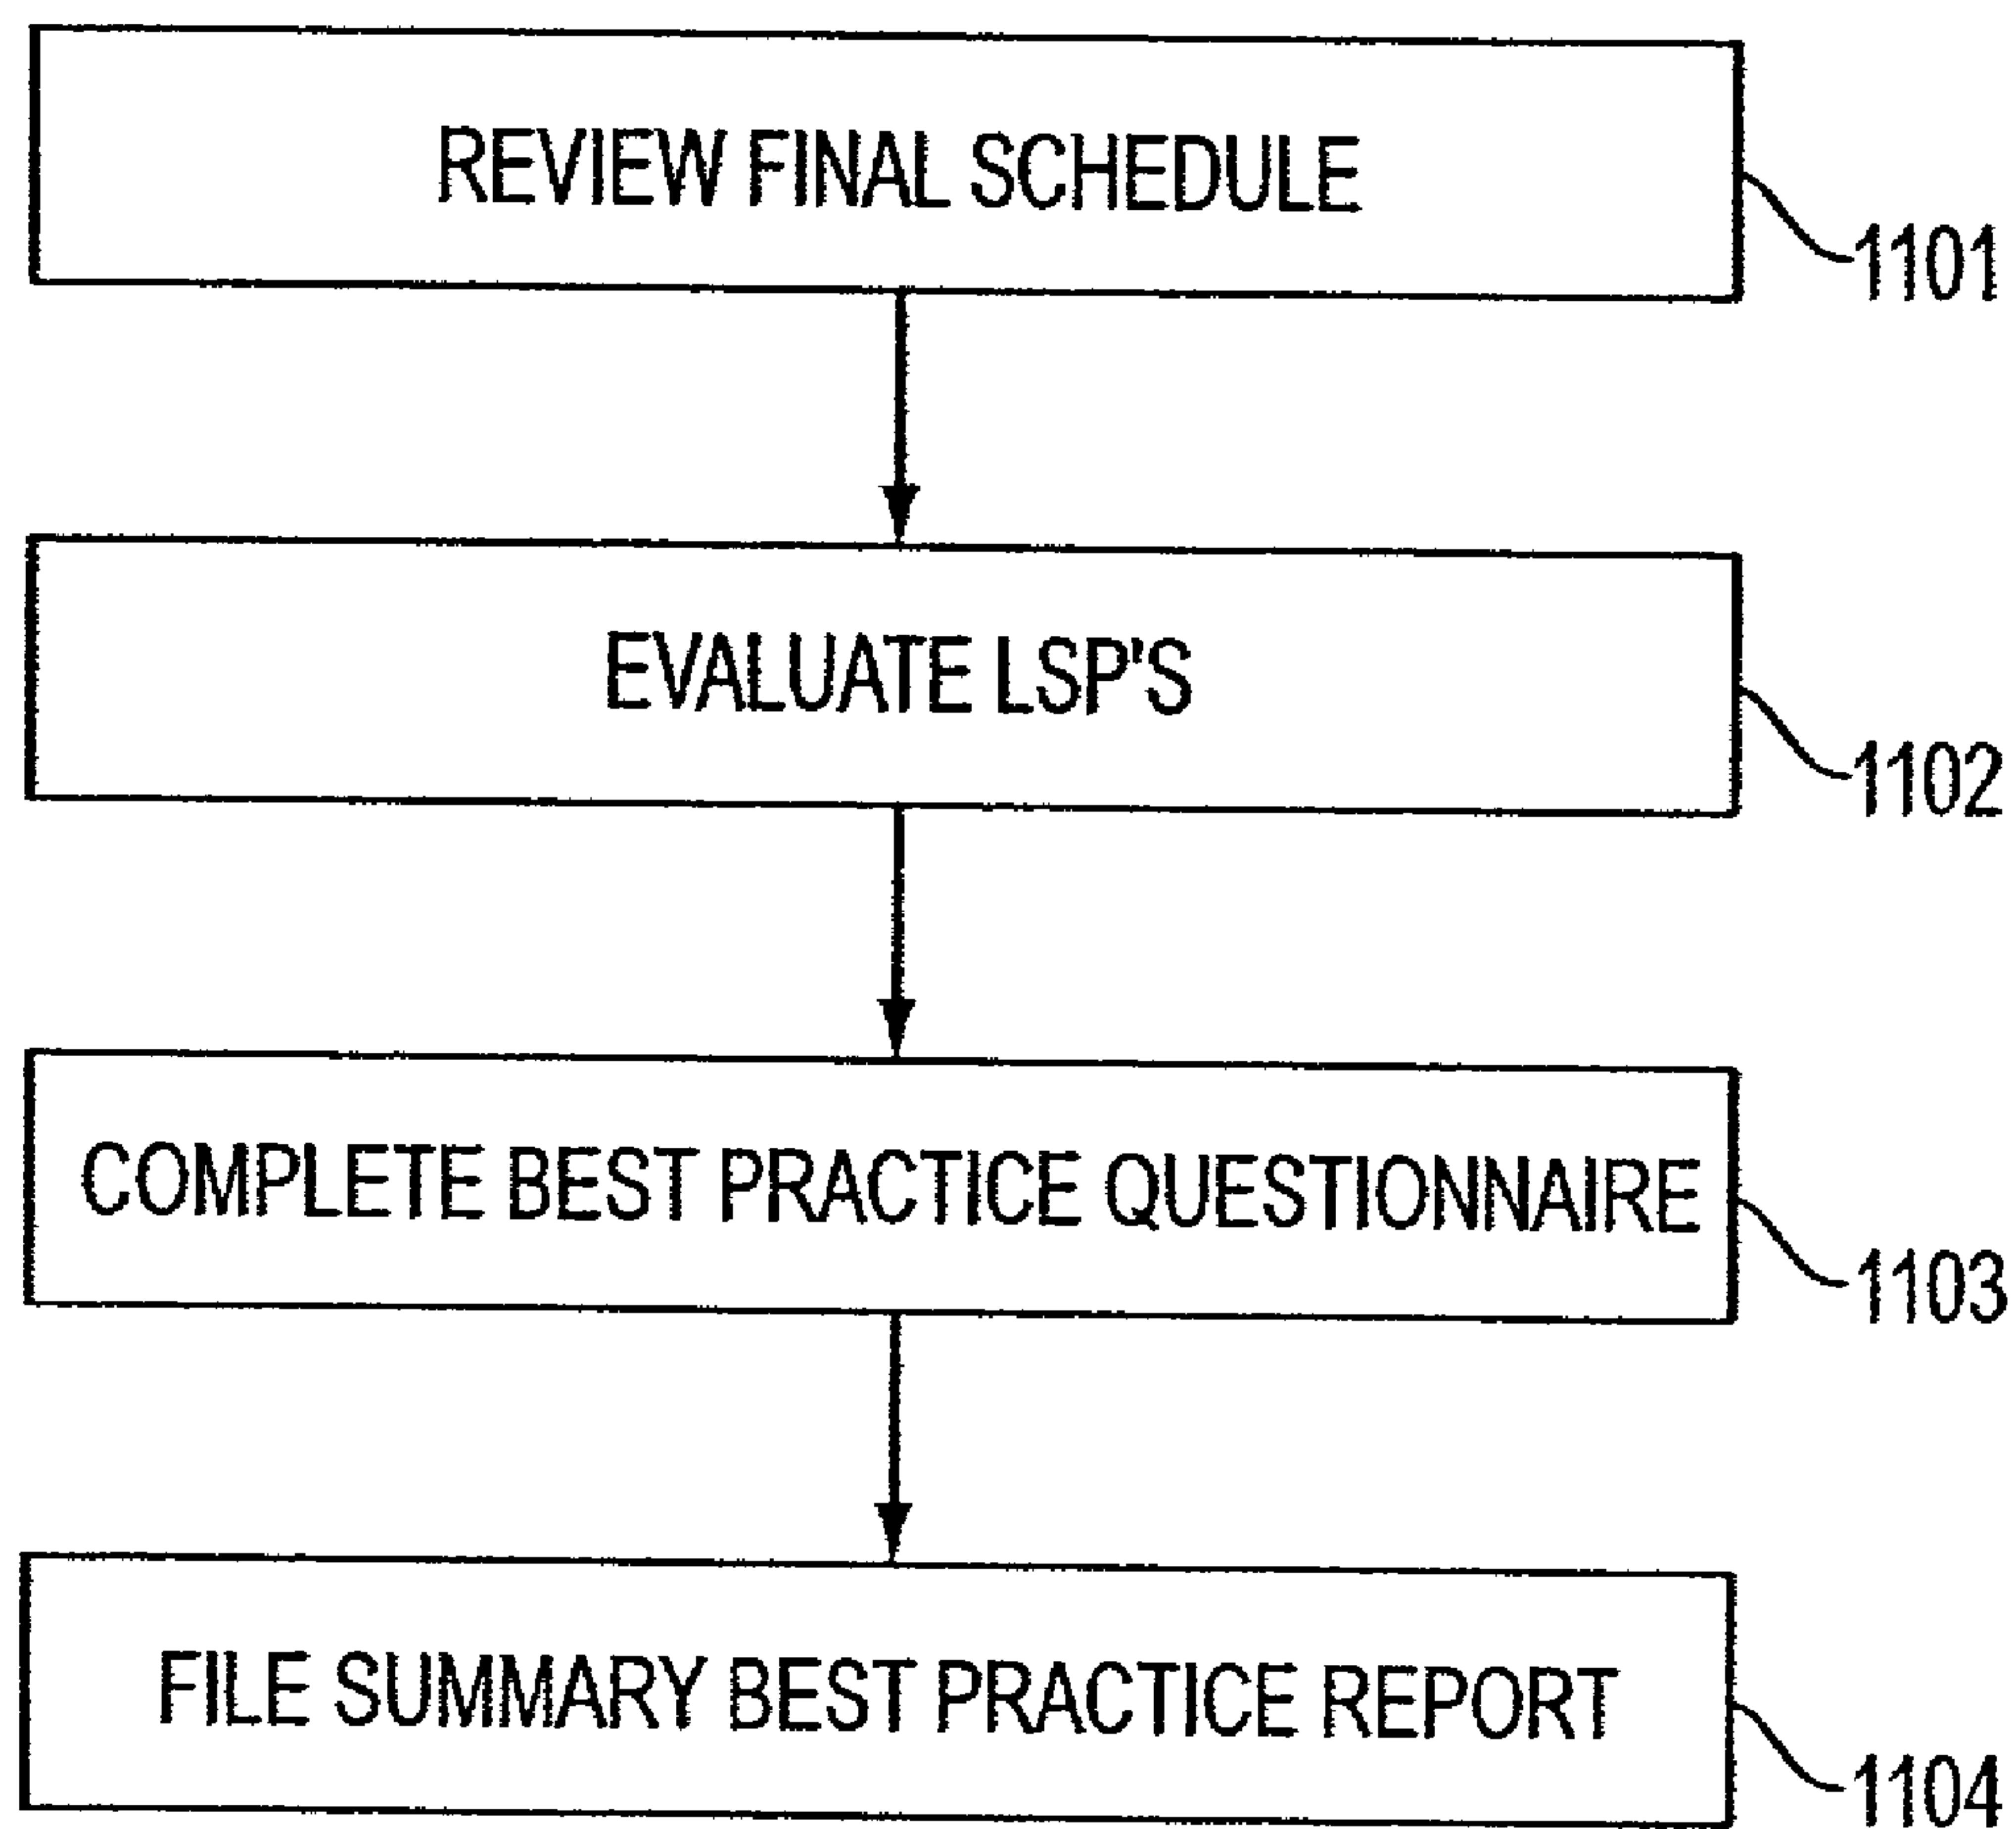 REVIEW FINAL SCHEDULE
1101
EVALUATE LSP'S
1102
COMPLETE BEST PRACTICE QUESTIONNAIRE
1103
FILE SUMMARY BEST PRACTICE REPORT
1104